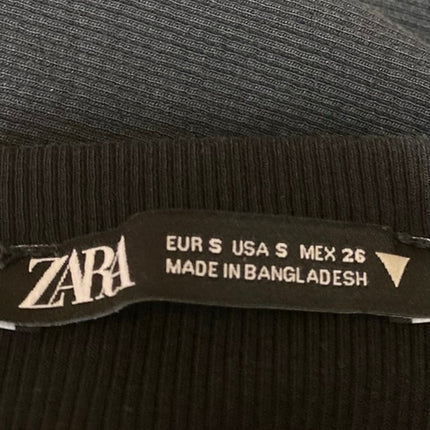 ZARA
EUR S USA S MEX 26
MADE IN BANGLADESH